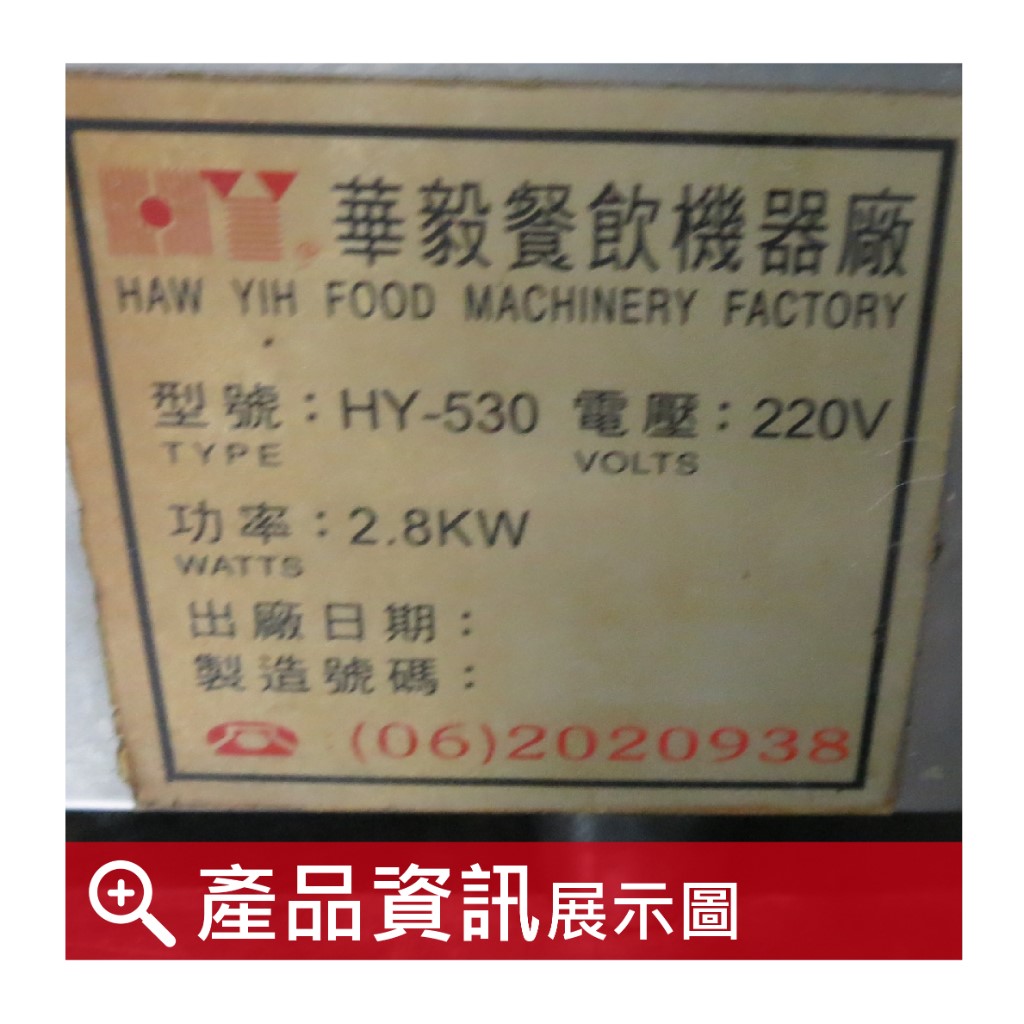 HY® 華毅餐飲機器廠
HAW YIH FOOD MACHINERY FACTORY
型號：HY-530 電壓：220V
TYPE VOLTS
功率：2.8KW
WATTS
出廠日期：
製造號碼：
(06)2020938
產品資訊展示圖